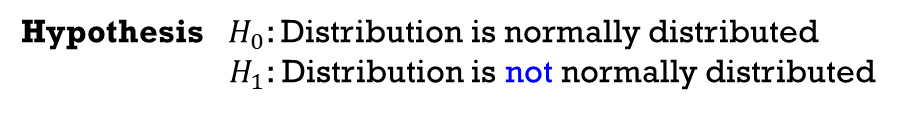 Hypothesis H₀: Distribution is normally distributed
H₁: Distribution is not normally distributed